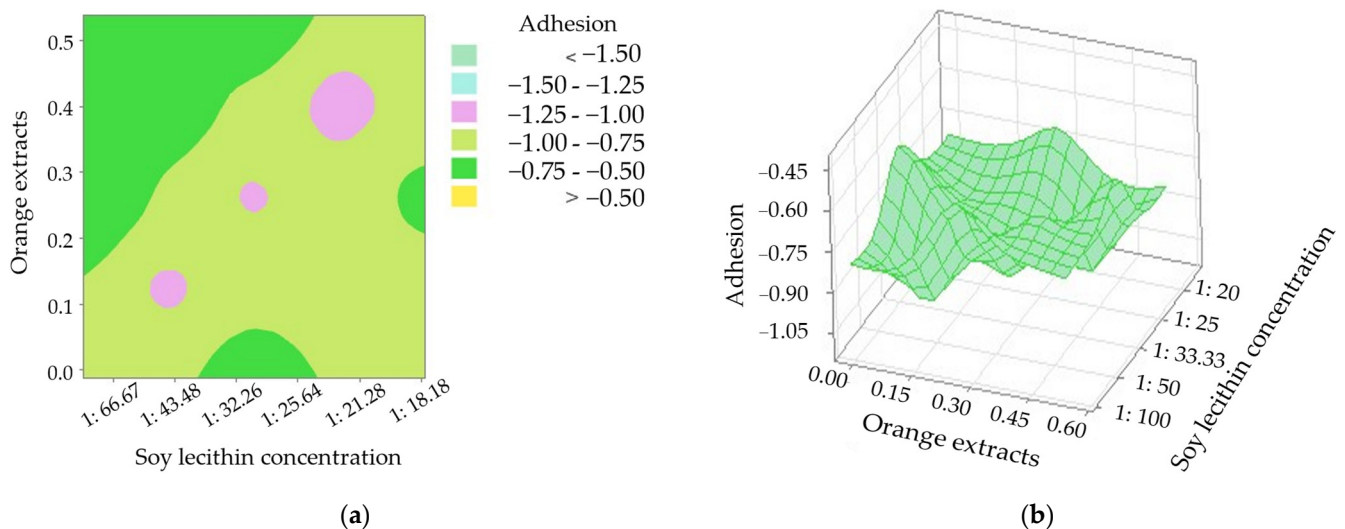 Adhesion
< −1.50
−1.50 - −1.25
−1.25 - −1.00
−1.00 - −0.75
−0.75 - −0.50
> −0.50
Orange extracts
0.5
0.4
0.3
0.2
0.1
0.0
1: 66.67
1: 43.48
1: 32.26
1: 25.64
1: 21.28
1: 18.18
Soy lecithin concentration
(a)
Adhesion
−0.45
−0.60
−0.75
−0.90
−1.05
0.00
0.15
0.30
0.45
0.60
Orange extracts
1: 20
1: 25
1: 33.33
1: 50
1: 100
Soy lecithin concentration
(b)